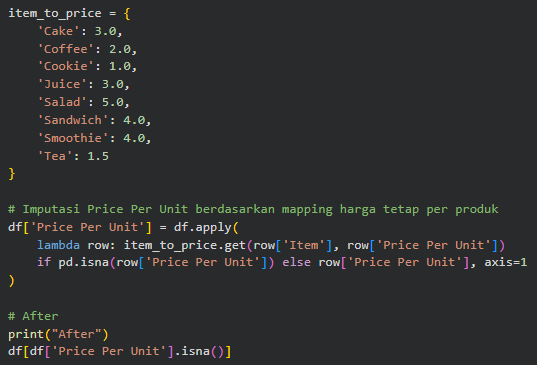 item_to_price = {
    'Cake': 3.0,
    'Coffee': 2.0,
    'Cookie': 1.0,
    'Juice': 3.0,
    'Salad': 5.0,
    'Sandwich': 4.0,
    'Smoothie': 4.0,
    'Tea': 1.5
}

# Imputasi Price Per Unit berdasarkan mapping harga tetap per produk
df['Price Per Unit'] = df.apply(
    lambda row: item_to_price.get(row['Item'], row['Price Per Unit'])
    if pd.isna(row['Price Per Unit']) else row['Price Per Unit'], axis=1
)

# After
print("After")
df[df['Price Per Unit'].isna()]